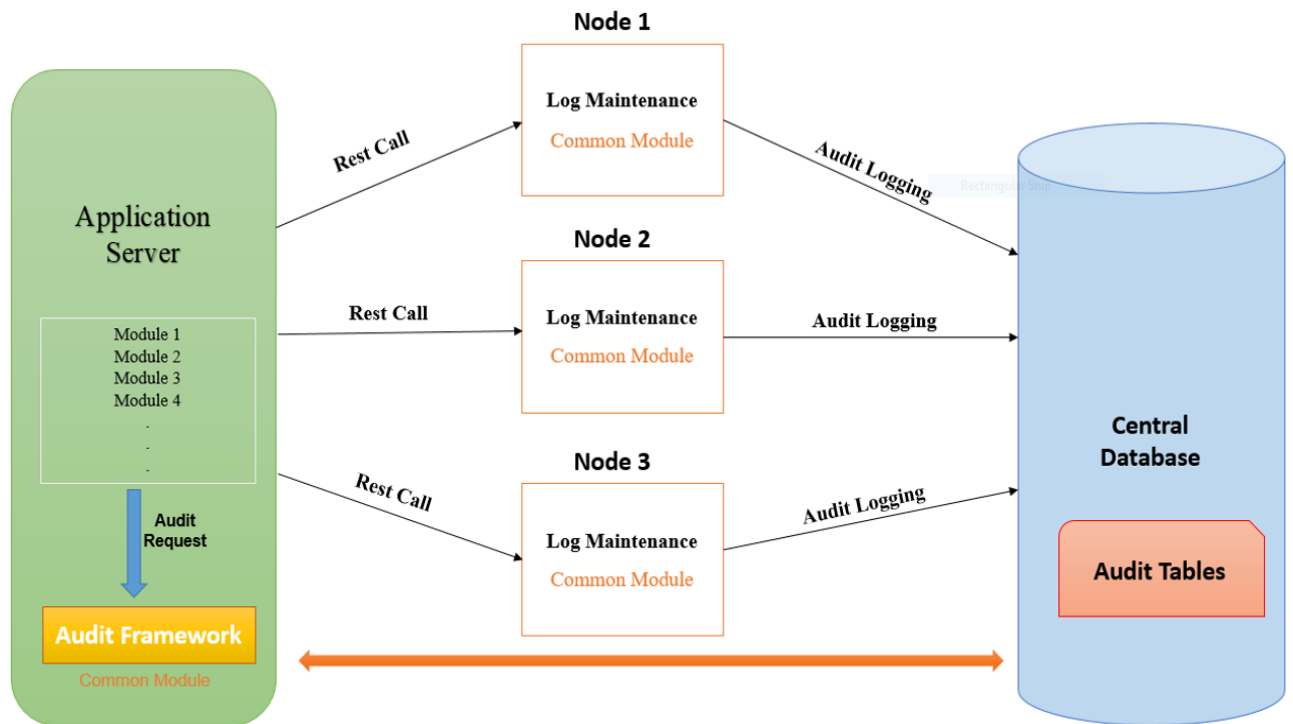 Node 1
Log Maintenance
Common Module
Rest Call
Audit Logging
Rectangular Snip
Application
Server
Node 2
Log Maintenance
Common Module
Rest Call
Audit Logging
Module 1
Module 2
Module 3
Module 4
.
.
.
Node 3
Log Maintenance
Common Module
Rest Call
Audit Logging
Central
Database
Audit Tables
Audit
Request
Audit Framework
Common Module